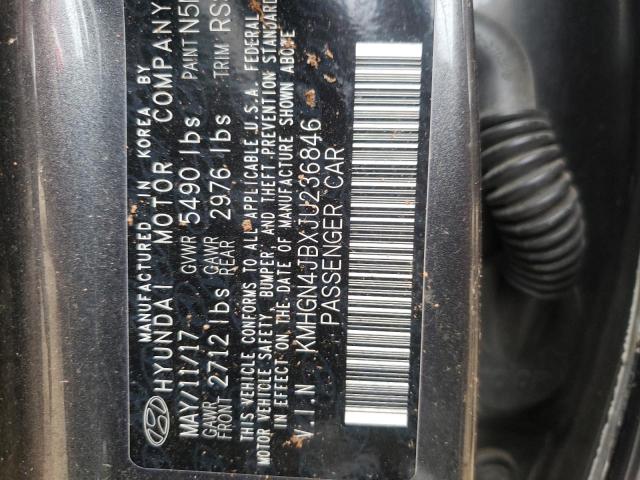 MANUFACTURED IN KOREA BY
HYUNDAI MOTOR COMPANY
MAY/11/17 GVWR 5490 lbs PAINT N5
GAWR FRONT 2712 lbs GAWR REAR 2976 lbs TRIM RS
THIS VEHICLE CONFORMS TO ALL APPLICABLE U.S.A. FEDERAL
MOTOR VEHICLE SAFETY, BUMPER, AND THEFT PREVENTION STANDARD
IN EFFECT ON THE DATE OF MANUFACTURE SHOWN ABOVE
V.I.N KMHGN4JBXJU236846
PASSENGER CAR